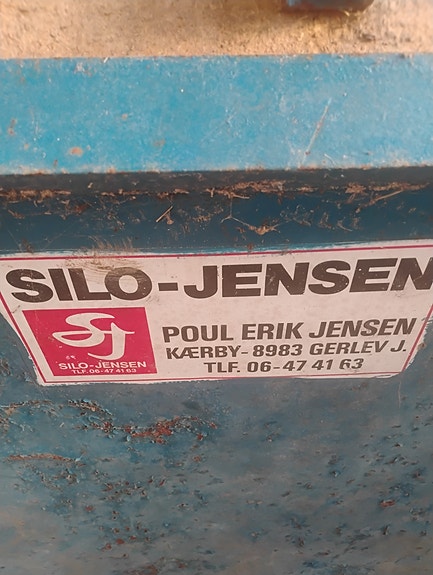 SILO-JENSEN
SJ
SILO-JENSEN
TLF. 06-47 41 63
POUL ERIK JENSEN
KÆRBY- 8983 GERLEV J.
TLF. 06-47 41 63